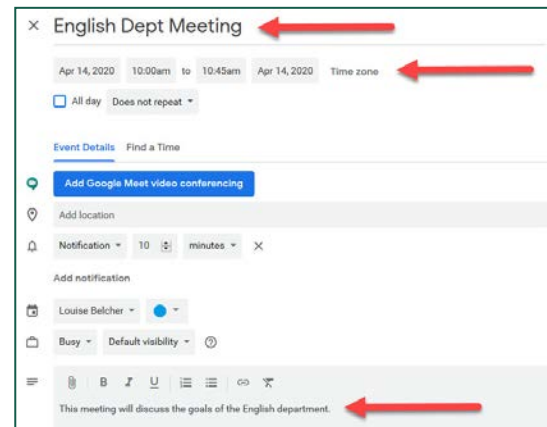 English Dept Meeting
Apr 14, 2020 10:00am to 10:45am Apr 14, 2020 Time zone
All day Does not repeat
Event Details Find a Time
Add Google Meet video conferencing
Add location
Notification 10 minutes
Add notification
Louise Belcher
Busy Default visibility
B I U
This meeting will discuss the goals of the English department.